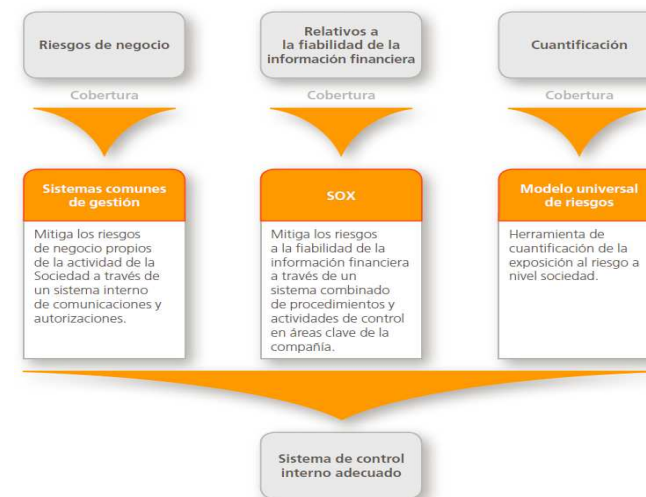 Riesgos de negocio
Relativos a
la fiabilidad de la
información financiera
Cuantificación
Cobertura
Cobertura
Cobertura
Sistemas comunes
de gestión
Mitiga los riesgos
de negocio propios
de la actividad de la
Sociedad a través de
un sistema interno
de comunicaciones y
autorizaciones.
SOX
Mitiga los riesgos
a la fiabilidad de la
información financiera
a través de un
sistema combinado
de procedimientos y
actividades de control
en áreas clave de la
compañía.
Modelo universal
de riesgos
Herramienta de
cuantificación de la
exposición al riesgo a
nivel sociedad.
Sistema de control
interno adecuado